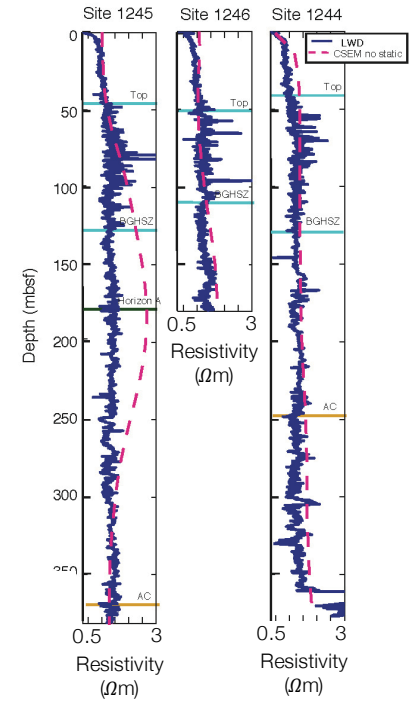 Site 1245
Site 1246
Site 1244
LWD
CSEM no static
0
50
100
150
200
250
300
Depth (mbsf)
Top
BGHSZ
Horizon A
AC
Top
BGHSZ
Top
BGHSZ
AC
0.5 3
Resistivity
(Ωm)
0.5 3
Resistivity
(Ωm)
0.5 3
Resistivity
(Ωm)